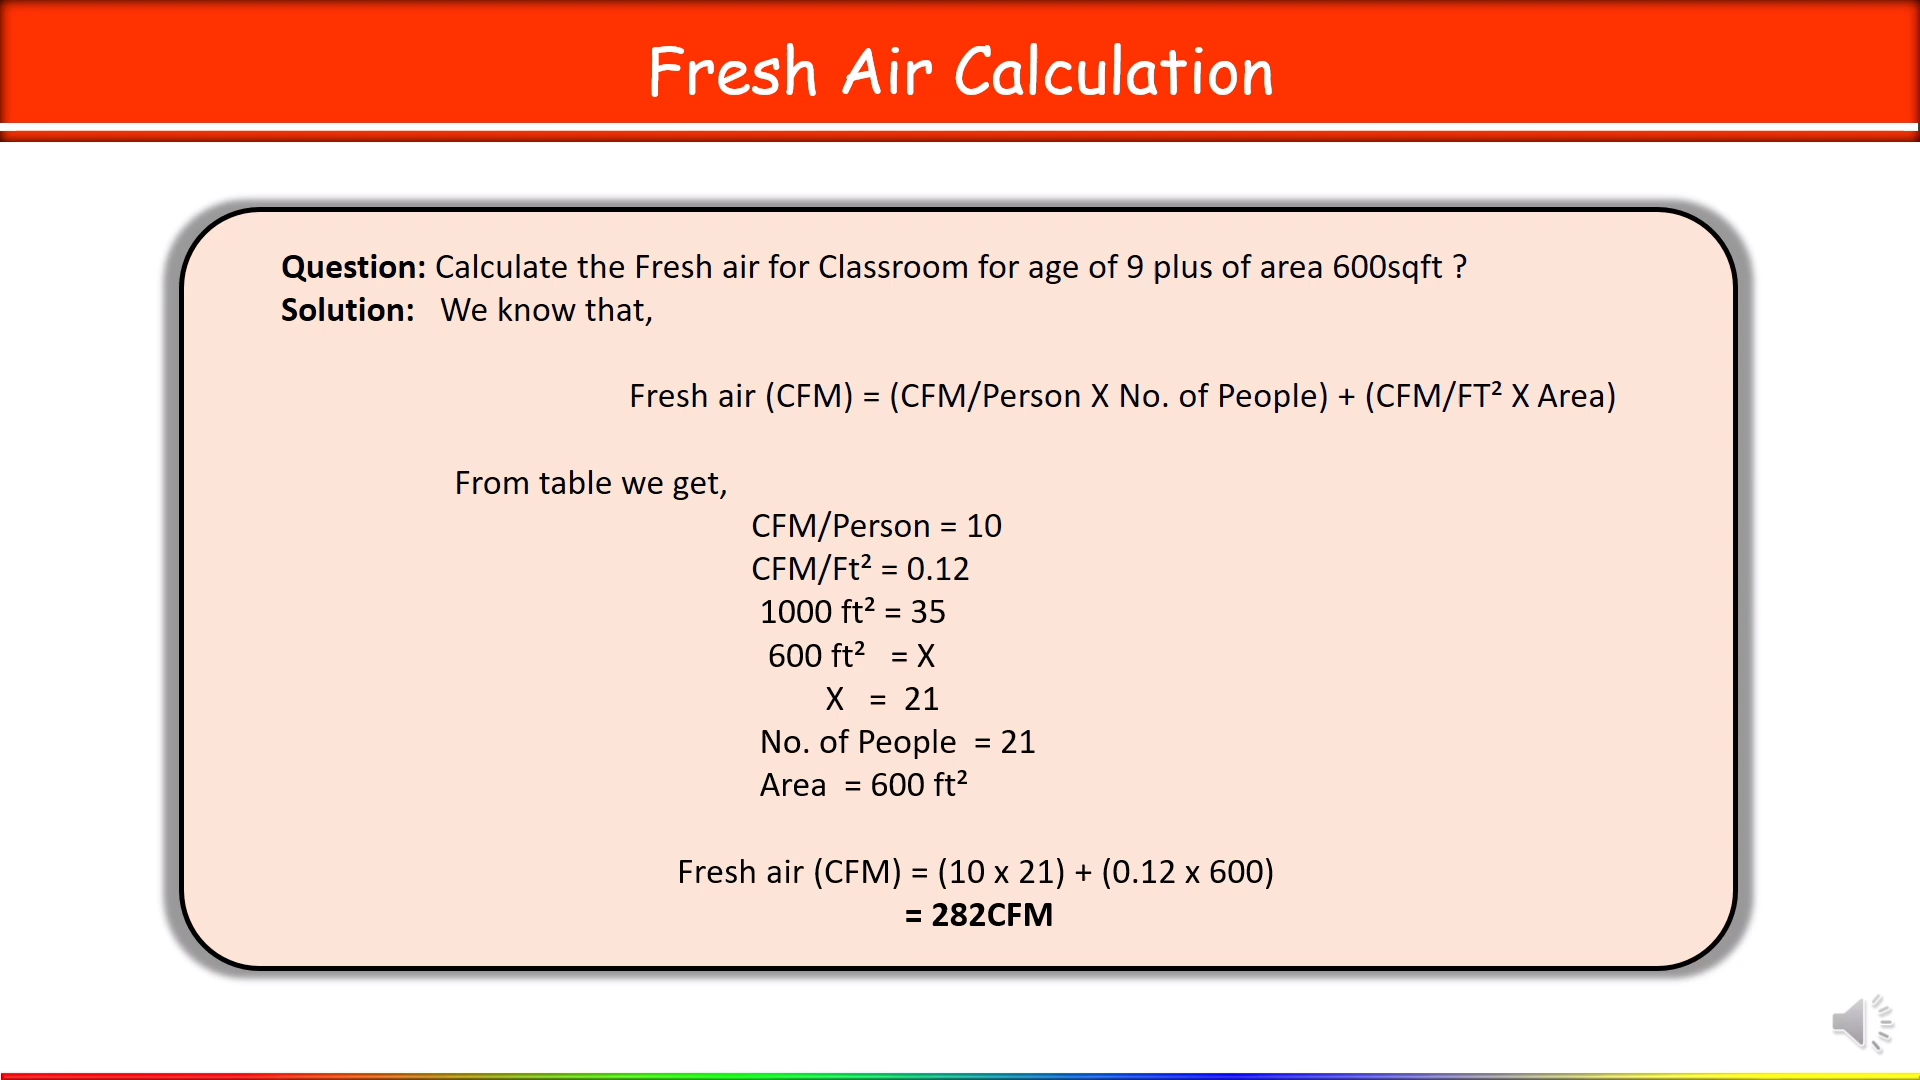 Fresh Air Calculation
Question: Calculate the Fresh air for Classroom for age of 9 plus of area 600sqft ?
Solution: We know that,
Fresh air (CFM) = (CFM/Person X No. of People) + (CFM/FT² X Area)
From table we get,
CFM/Person = 10
CFM/Ft² = 0.12
1000 ft² = 35
600 ft² = X
X = 21
No. of People = 21
Area = 600 ft²
Fresh air (CFM) = (10 x 21) + (0.12 x 600)
= 282CFM